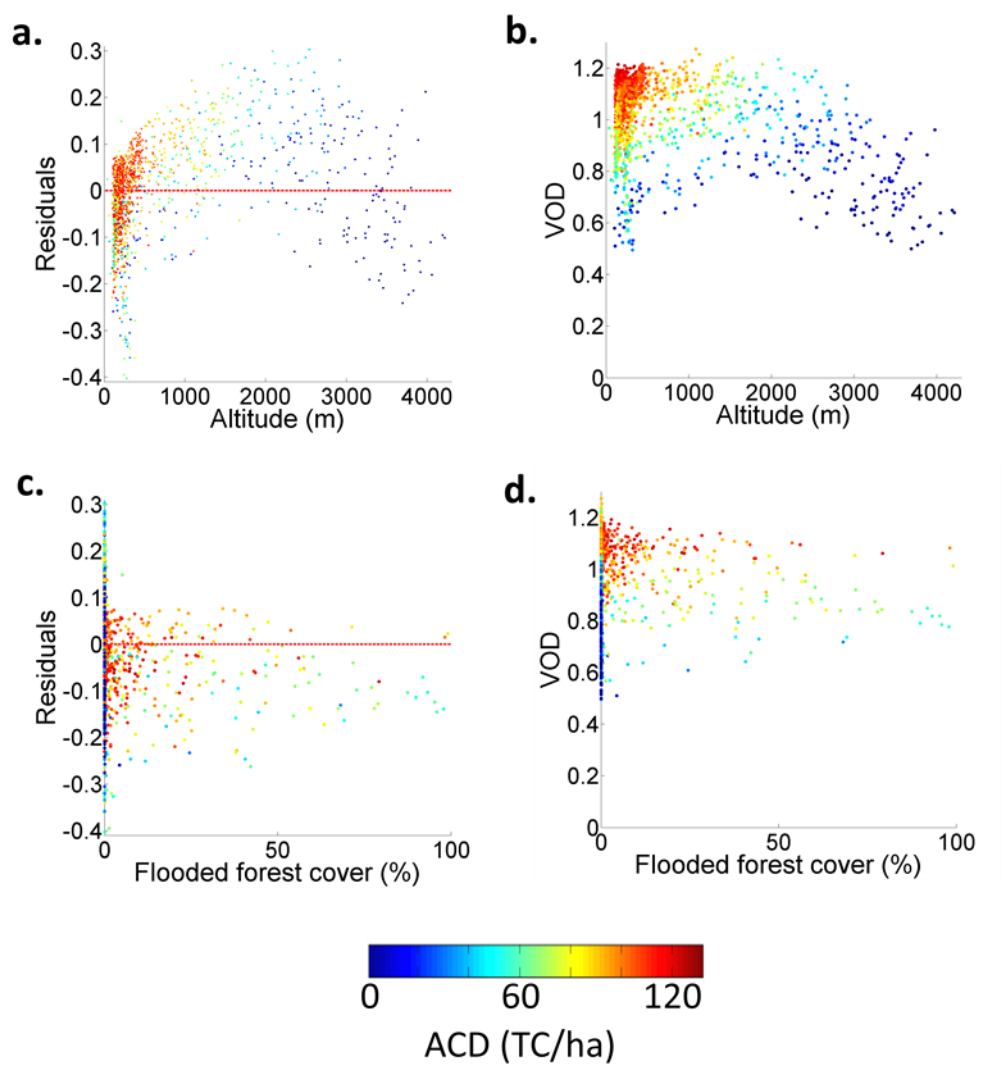 a.
Residuals
0.3
0.2
0.1
0
-0.1
-0.2
-0.3
-0.4
0 1000 2000 3000 4000
Altitude (m)
b.
VOD
1.2
1
0.8
0.6
0.4
0.2
0
0 1000 2000 3000 4000
Altitude (m)
c.
Residuals
0.3
0.2
0.1
0
-0.1
-0.2
-0.3
-0.4
0 50 100
Flooded forest cover (%)
d.
VOD
1.2
1
0.8
0.6
0.4
0.2
0
0 50 100
Flooded forest cover (%)
0 60 120
ACD (TC/ha)